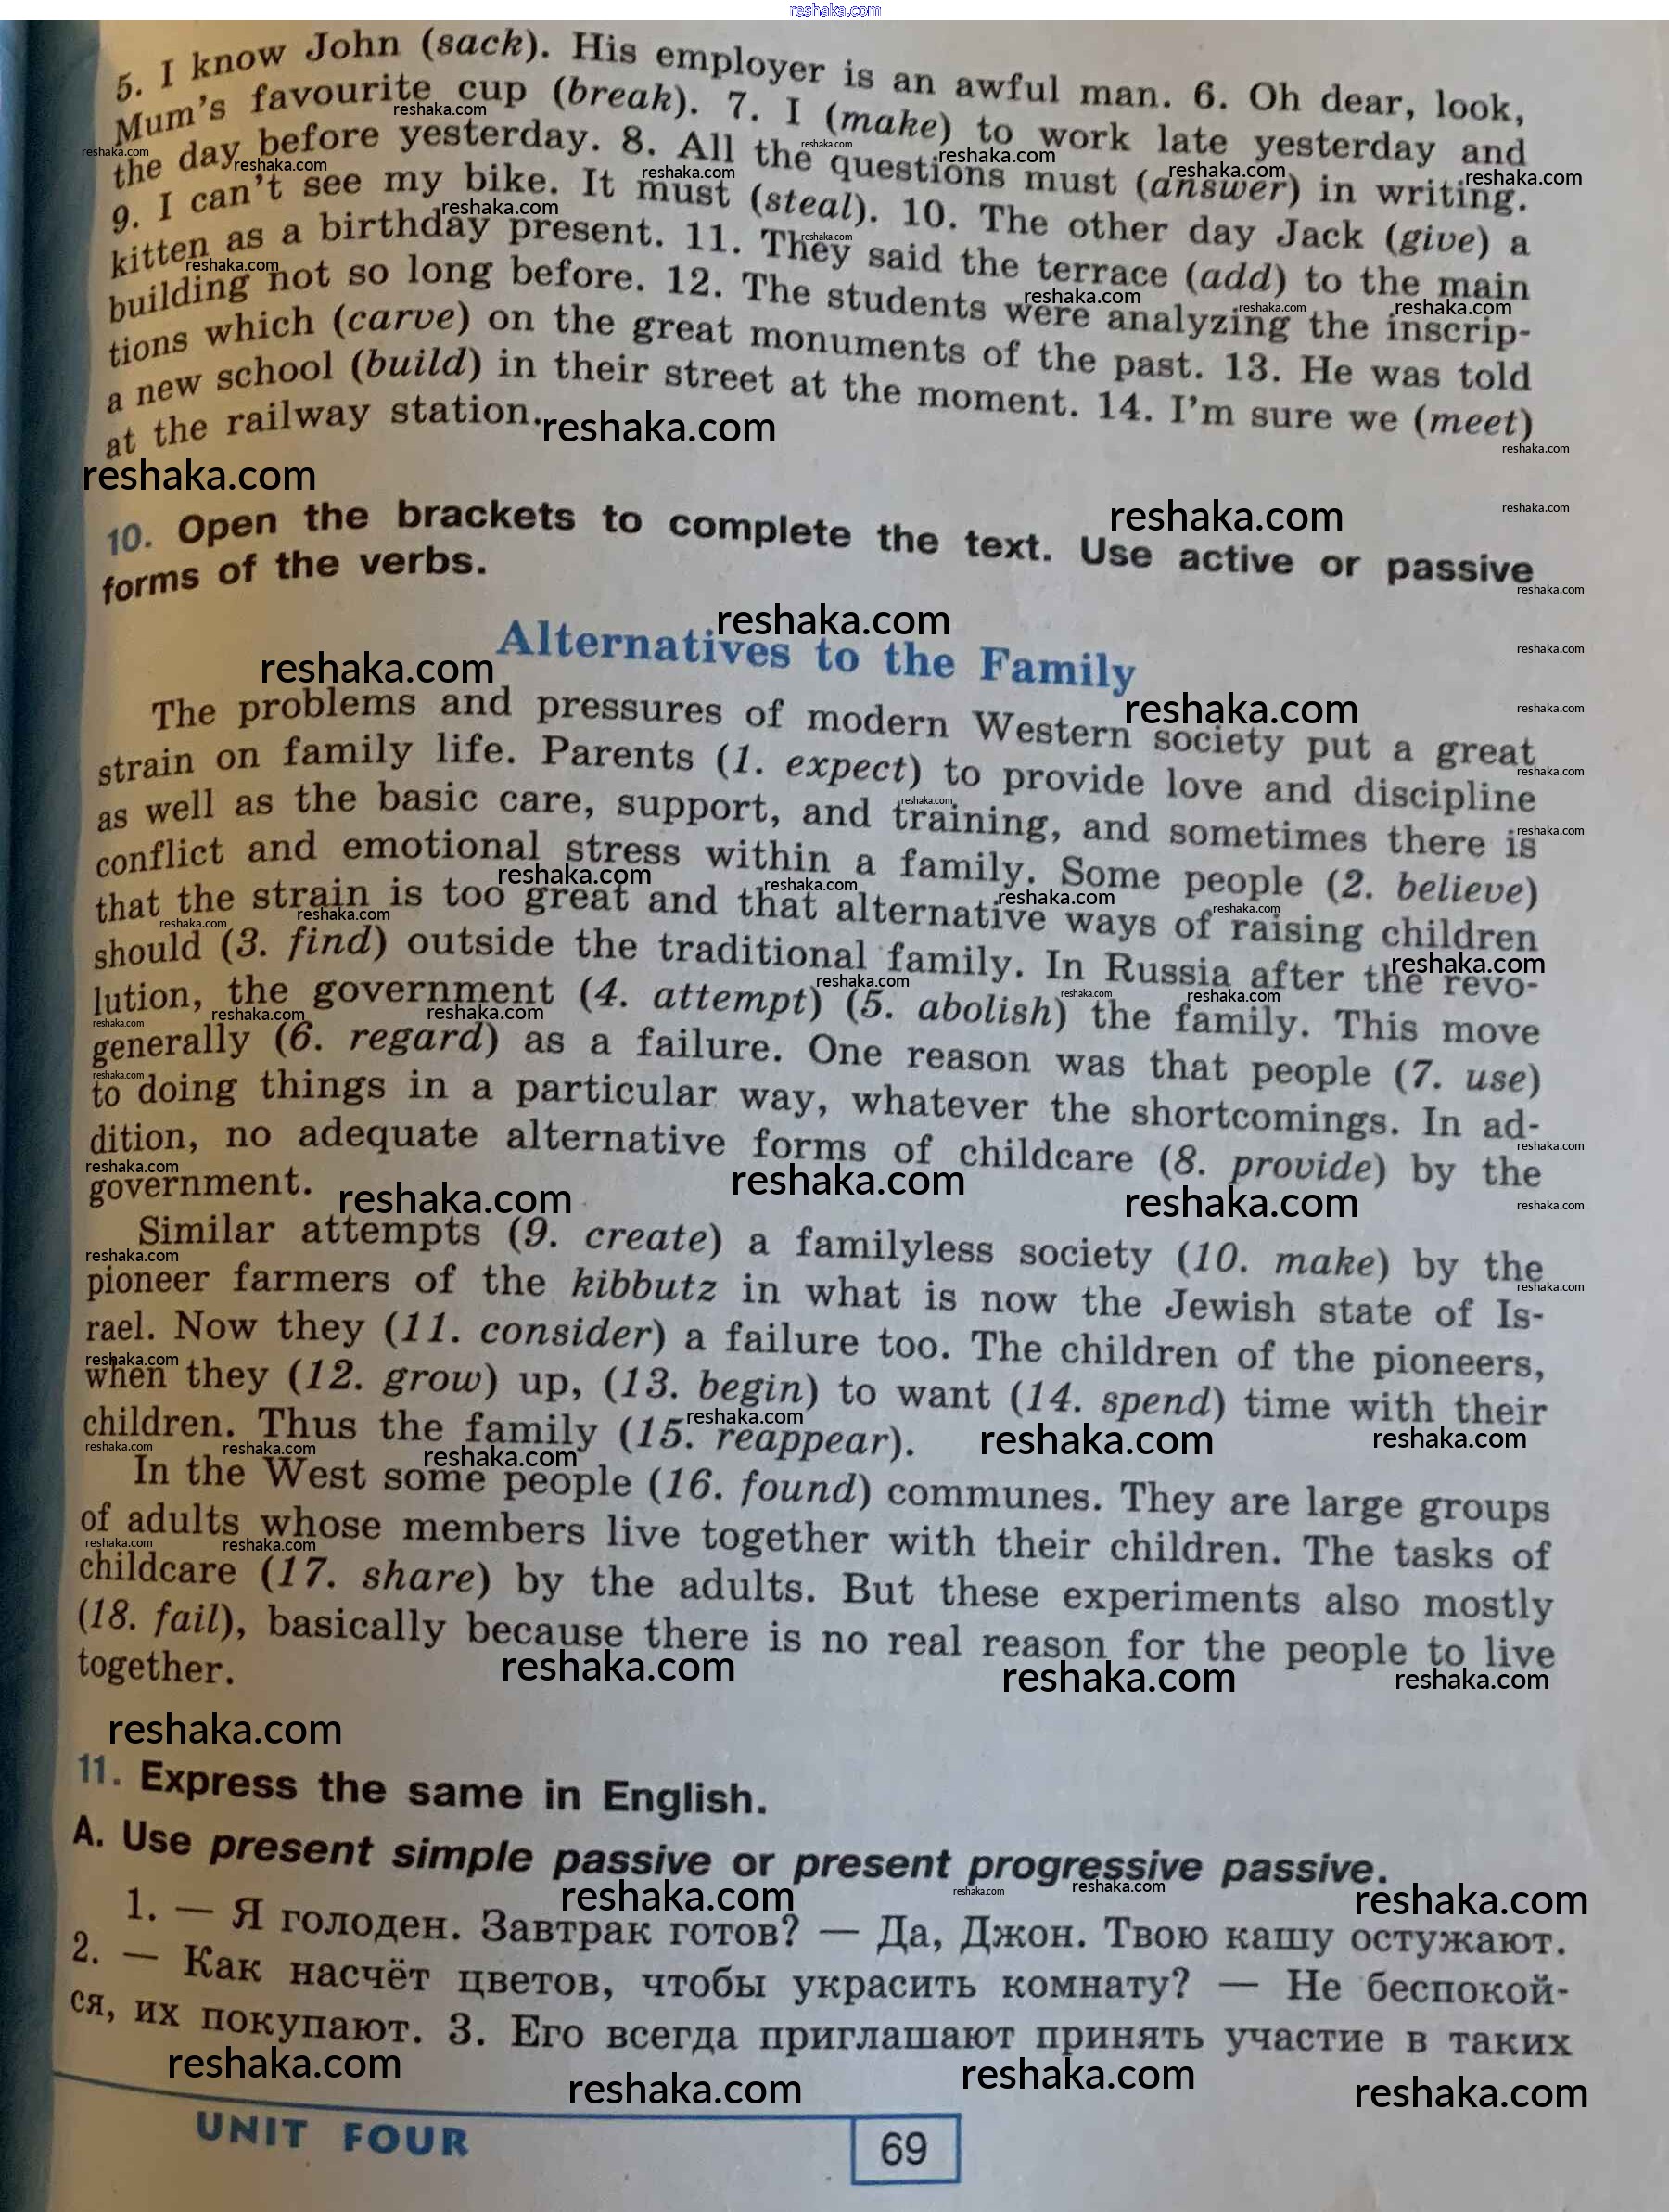 reshaka.com
5. I know John (sack). His employer is an awful man. 6. Oh dear, look,
Mum's favourite cup (break). 7. I (make) to work late yesterday and
the day before yesterday. 8. All the questions must (answer) in writing.
9. I can't see my bike. It must (steal). 10. The other day Jack (give) a
kitten as a birthday present. 11. They said the terrace (add) to the main
building not so long before. 12. The students were analyzing the inscrip-
tions which (carve) on the great monuments of the past. 13. He was told
a new school (build) in their street at the moment. 14. I'm sure we (meet)
at the railway station.
reshaka.com
10. Open the brackets to complete the text. Use active or passive
forms of the verbs.
Alternatives to the Family
The problems and pressures of modern Western society put a great
strain on family life. Parents (1. expect) to provide love and discipline
as well as the basic care, support, and training, and sometimes there is
conflict and emotional stress within a family. Some people (2. believe)
that the strain is too great and that alternative ways of raising children
should (3. find) outside the traditional family. In Russia after the revo-
lution, the government (4. attempt) (5. abolish) the family. This move
generally (6. regard) as a failure. One reason was that people (7. use)
to doing things in a particular way, whatever the shortcomings. In ad-
dition, no adequate alternative forms of childcare (8. provide) by the
government.
Similar attempts (9. create) a familyless society (10. make) by the
pioneer farmers of the kibbutz in what is now the Jewish state of Is-
rael. Now they (11. consider) a failure too. The children of the pioneers,
when they (12. grow) up, (13. begin) to want (14. spend) time with their
children. Thus the family (15. reappear).
In the West some people (16. found) communes. They are large groups
of adults whose members live together with their children. The tasks of
childcare (17. share) by the adults. But these experiments also mostly
(18. fail), basically because there is no real reason for the people to live
together.
reshaka.com
11. Express the same in English.
A. Use present simple passive or present progressive passive.
1. — Я голоден. Завтрак готов? — Да, Джон. Твою кашу остужают.
2. — Как насчёт цветов, чтобы украсить комнату? — Не беспокой-
ся, их покупают. 3. Его всегда приглашают принять участие в таких
reshaka.com
UNIT FOUR
69